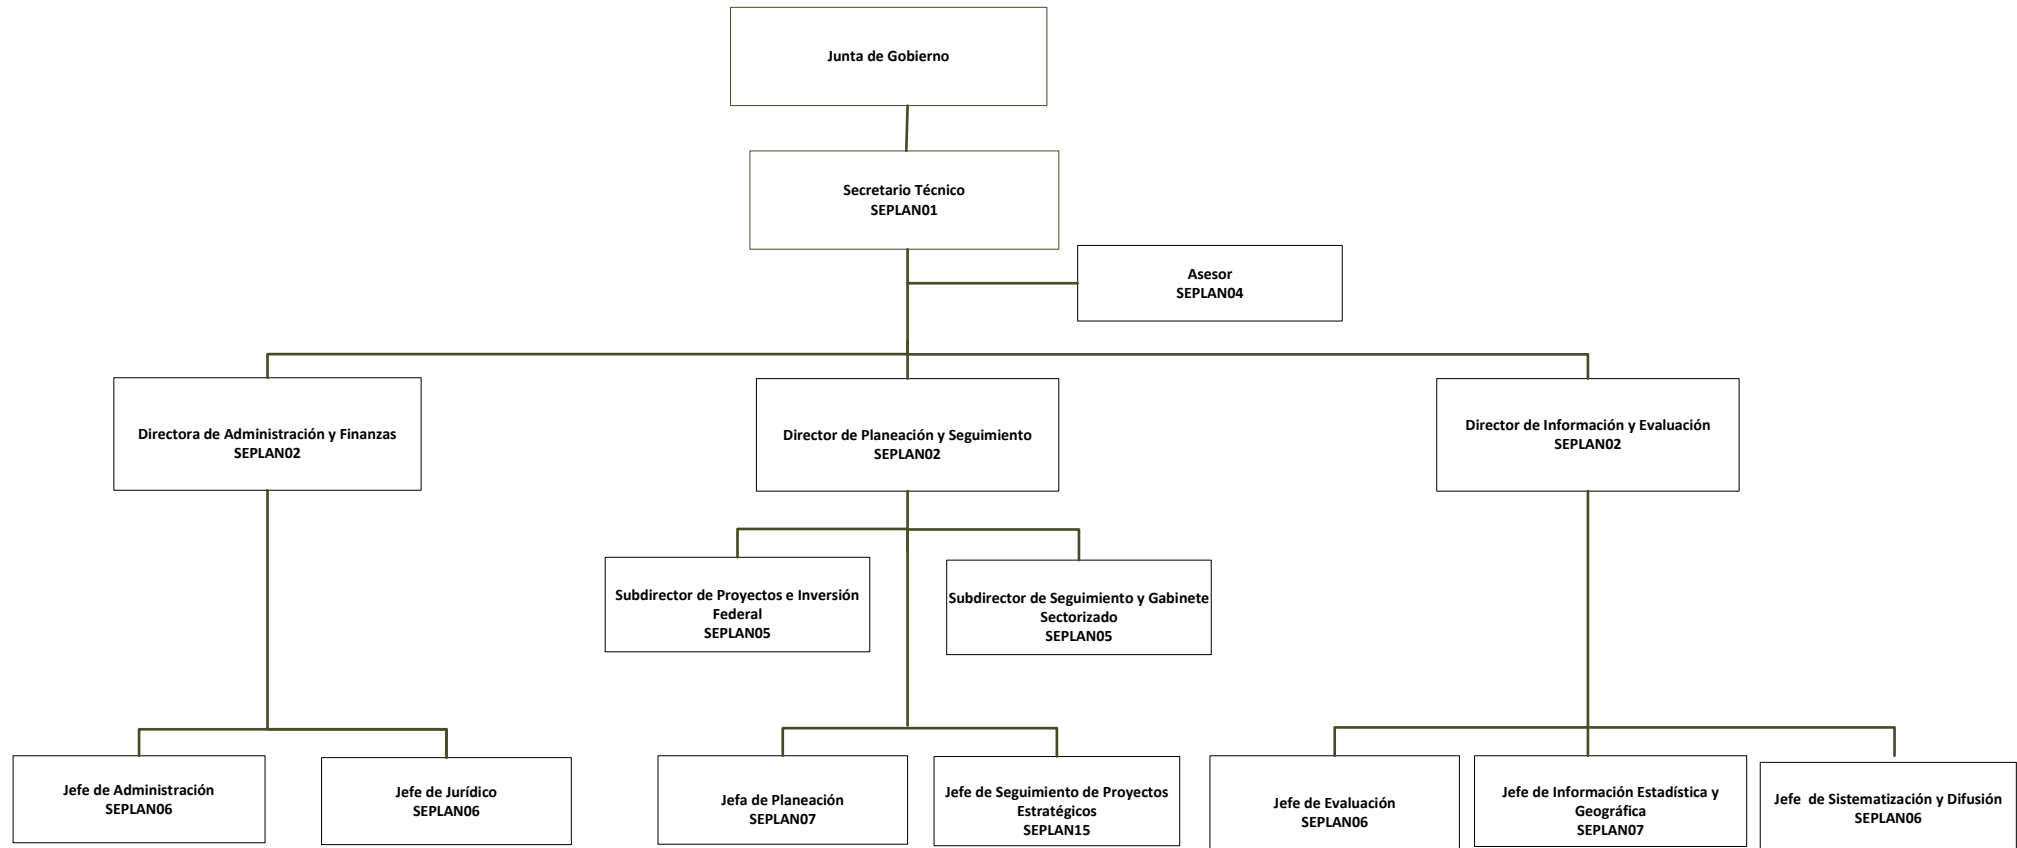 Junta de Gobierno
Secretario Técnico
SEPLAN01
Asesor
SEPLAN04
Directora de Administración y Finanzas
SEPLAN02
Director de Planeación y Seguimiento
SEPLAN02
Director de Información y Evaluación
SEPLAN02
Subdirector de Proyectos e Inversión
Federal
SEPLAN05
Subdirector de Seguimiento y Gabinete
Sectorizado
SEPLAN05
Jefe de Administración
SEPLAN06
Jefe de Jurídico
SEPLAN06
Jefa de Planeación
SEPLAN07
Jefe de Seguimiento de Proyectos
Estratégicos
SEPLAN15
Jefe de Evaluación
SEPLAN06
Jefe de Información Estadística y
Geográfica
SEPLAN07
Jefe de Sistematización y Difusión
SEPLAN06